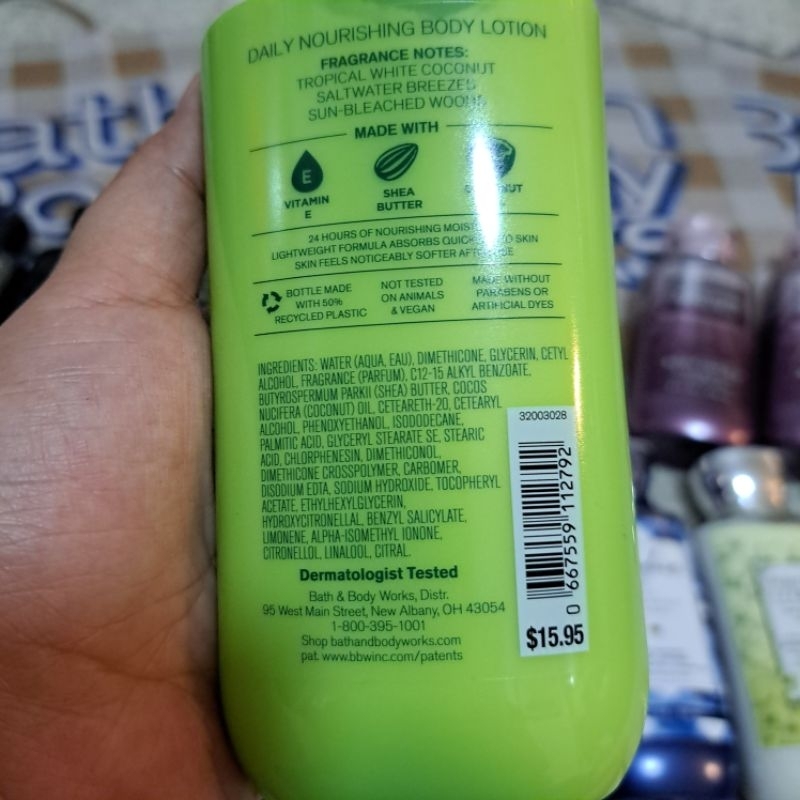 DAILY NOURISHING BODY LOTION
FRAGRANCE NOTES:
TROPICAL WHITE COCONUT
SALTWATER BREEZES
SUN-BLEACHED WOODS
MADE WITH
E
VITAMIN
E
SHEA
BUTTER
24 HOURS OF NOURISHING
LIGHTWEIGHT FORMULA ABSORBS SKIN
SKIN FEELS NOTICEABLY SOFTER
BOTTLE MADE
WITH 50%
RECYCLED PLASTIC
NOT TESTED
ON ANIMALS
& VEGAN
MADE WITHOUT
PARABENS OR
ARTIFICIAL DYES
INGREDIENTS: WATER (AQUA, EAU), DIMETHICONE, GLYCERIN, CETYL
ALCOHOL, FRAGRANCE (PARFUM), C12-15 ALKYL BENZOATE,
BUTYROSPERMUM PARKII (SHEA) BUTTER, COCOS
NUCIFERA (COCONUT) OIL, CETEARETH-20, CETEARYL
ALCOHOL, PHENOXYETHANOL, ISODODECANE,
PALMITIC ACID, GLYCERYL STEARATE SE, STEARIC
ACID, CHLORPHENESIN, DIMETHICONOL,
DIMETHICONE CROSSPOLYMER, CARBOMER,
DISODIUM EDTA, SODIUM HYDROXIDE, TOCOPHERYL
ACETATE, ETHYLHEXYLGLYCERIN,
HYDROXYCITRONELLAL, BENZYL SALICYLATE,
LIMONENE, ALPHA-ISOMETHYL IONONE,
CITRONELLOL, LINALOOL, CITRAL.
32003028
0 667559 112792
$15.95
Dermatologist Tested
Bath & Body Works, Distr.
95 West Main Street, New Albany, OH 43054
1-800-395-1001
Shop bathandbodyworks.com
pat. www.bbwinc.com/patents